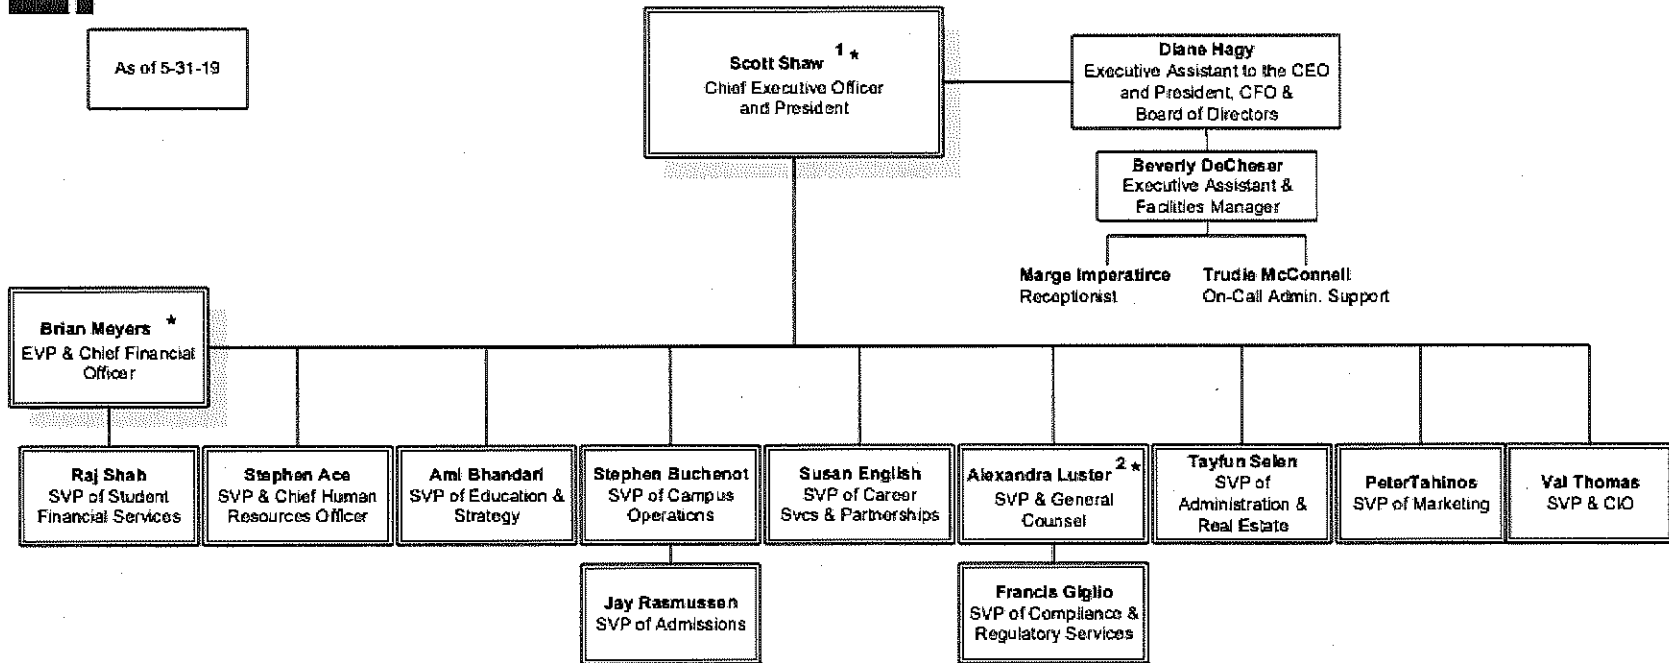 As of 5-31-19
Scott Shaw 1 *
Chief Executive Officer
and President
Diane Hagy
Executive Assistant to the CEO
and President, CFO &
Board of Directors
Beverly DeCheser
Executive Assistant &
Facilities Manager
Marge Imperatirce
Receptionist
Trudie McConnell
On-Call Admin. Support
Brian Meyers *
EVP & Chief Financial
Officer
Raj Shah
SVP of Student
Financial Services
Stephen Ace
SVP & Chief Human
Resources Officer
Ami Bhandari
SVP of Education &
Strategy
Stephen Buchenot
SVP of Campus
Operations
Susan English
SVP of Career
Svcs & Partnerships
Alexandra Luster 2 *
SVP & General
Counsel
Tayfun Selen
SVP of
Administration &
Real Estate
PeterTahinos
SVP of Marketing
Val Thomas
SVP & CIO
Jay Rasmussen
SVP of Admissions
Francis Giglio
SVP of Compliance &
Regulatory Services